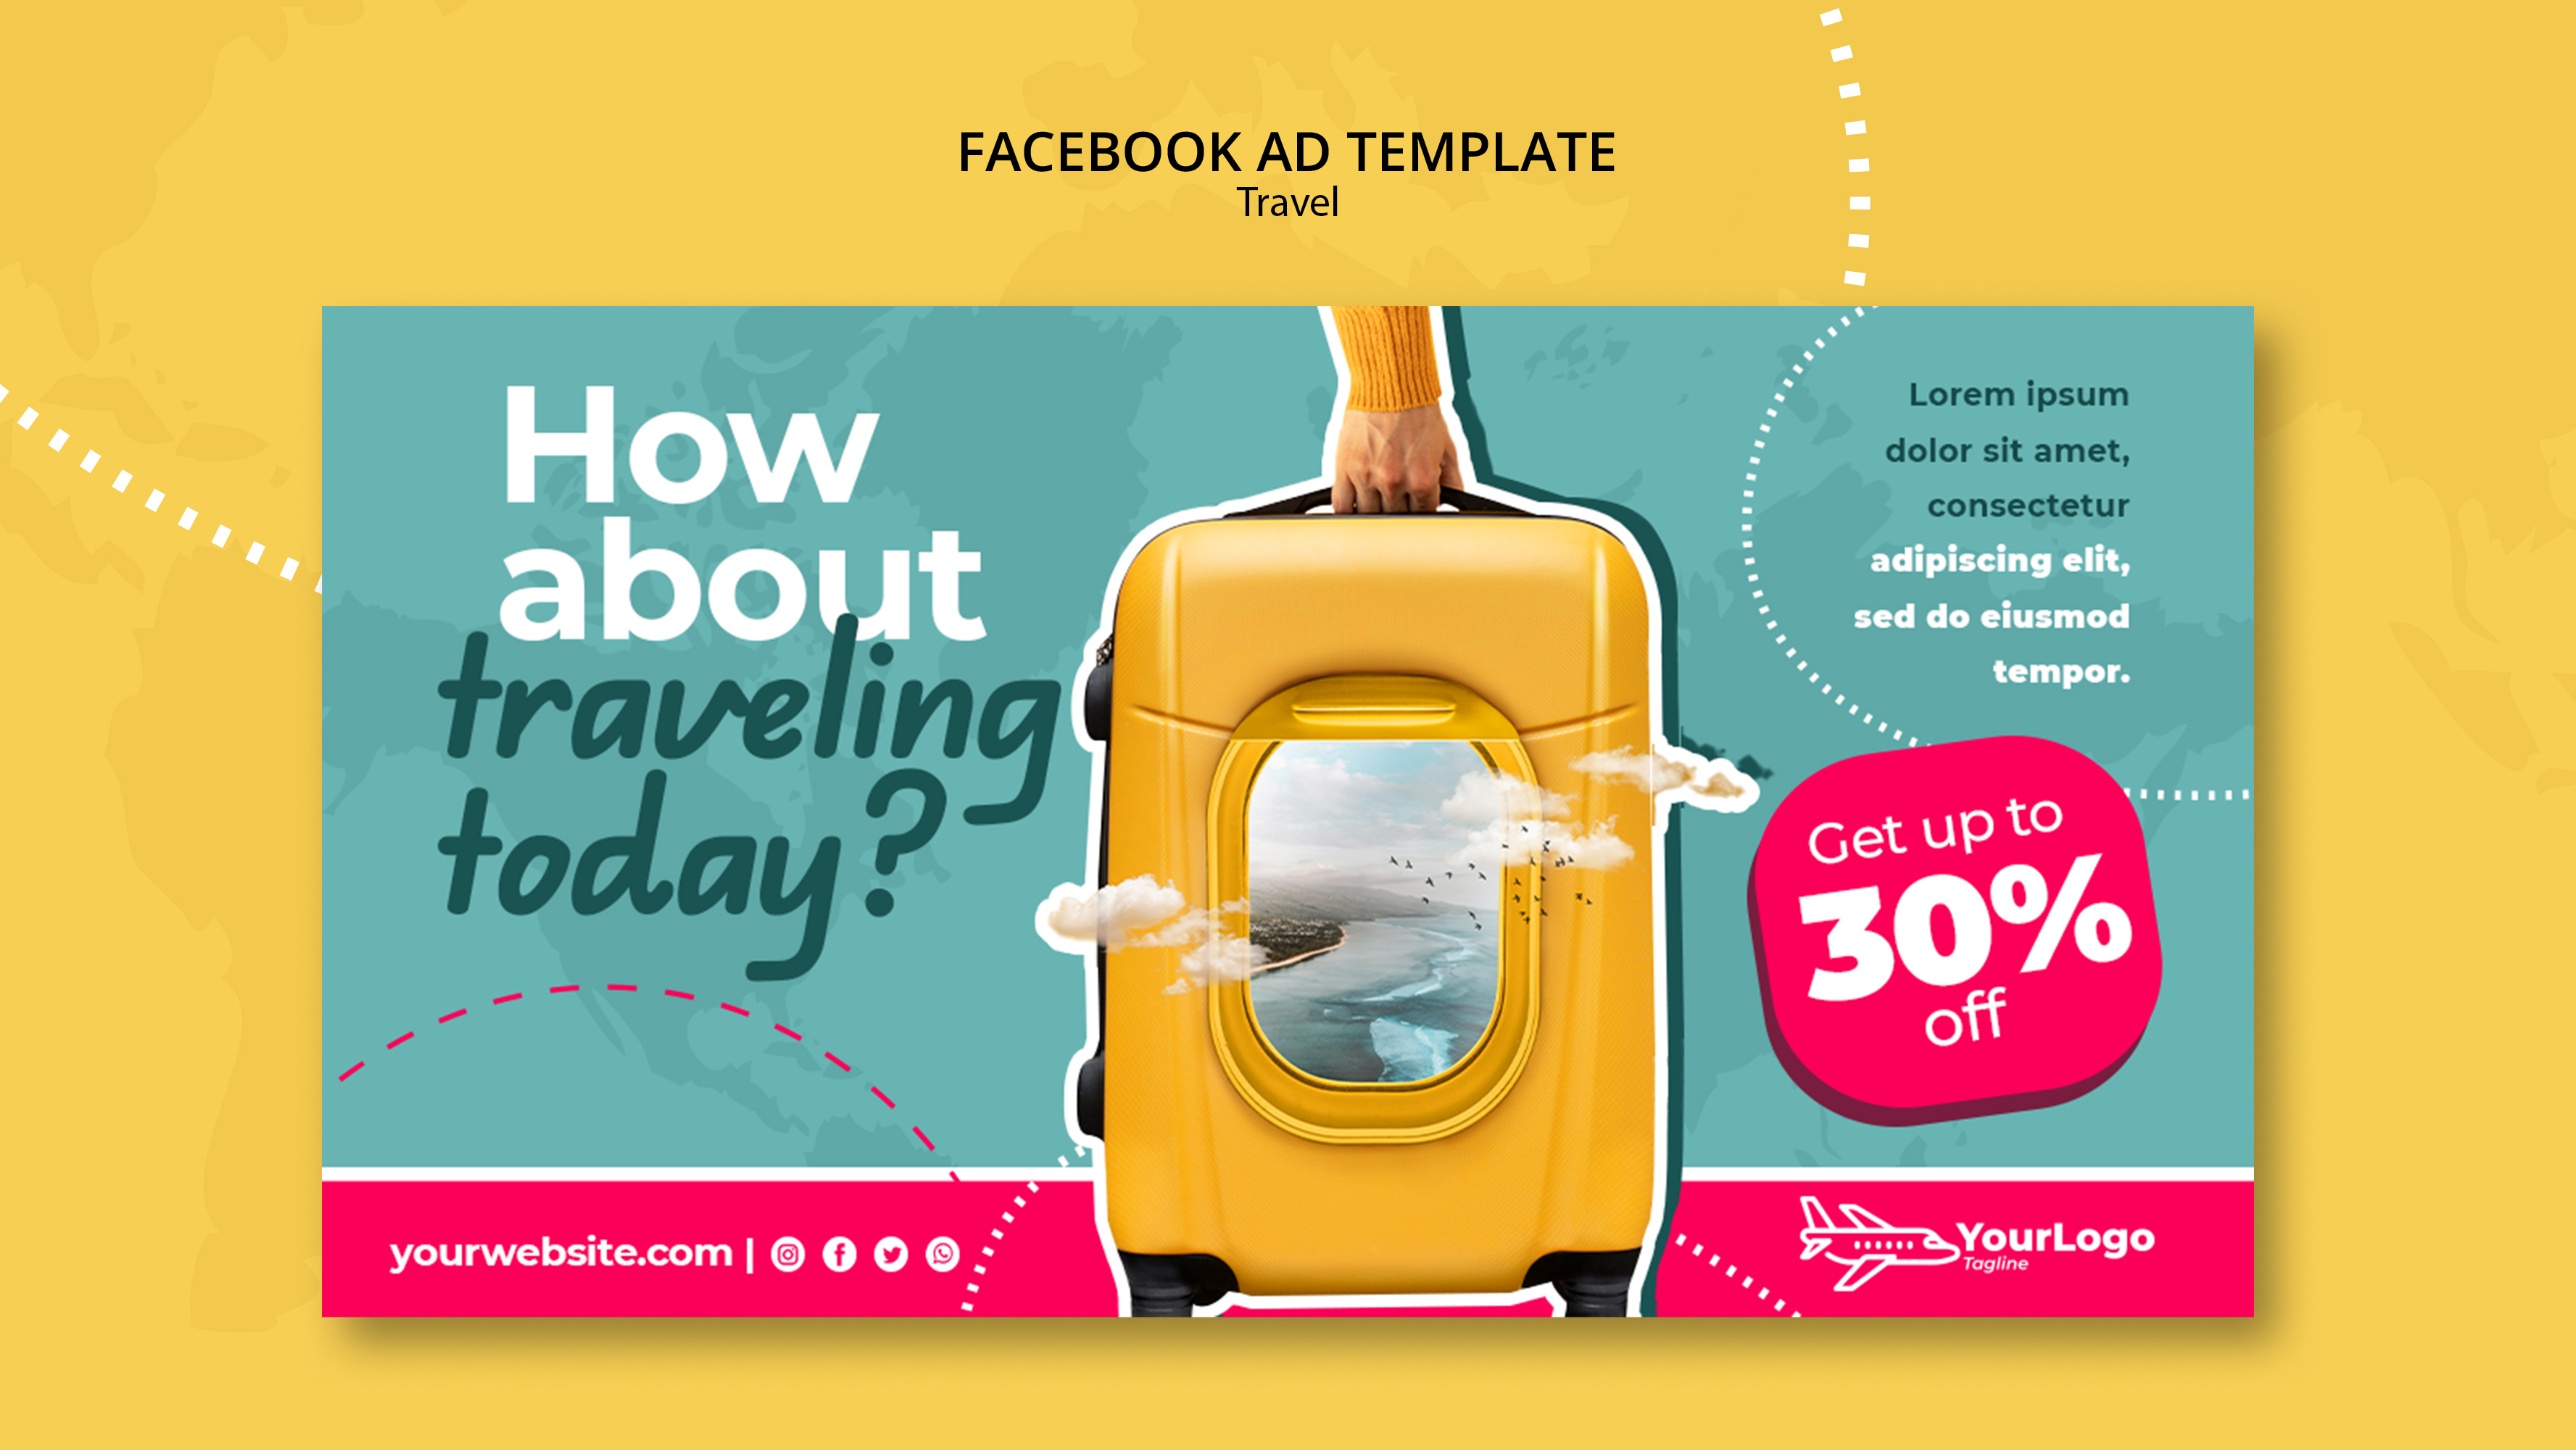 FACEBOOK AD TEMPLATE
Travel
How
about
traveling
today?
Lorem ipsum
dolor sit amet,
consectetur
adipiscing elit,
sed do eiusmod
tempor.
Get up to
30%
off
yourwebsite.com |
YourLogo
Tagline